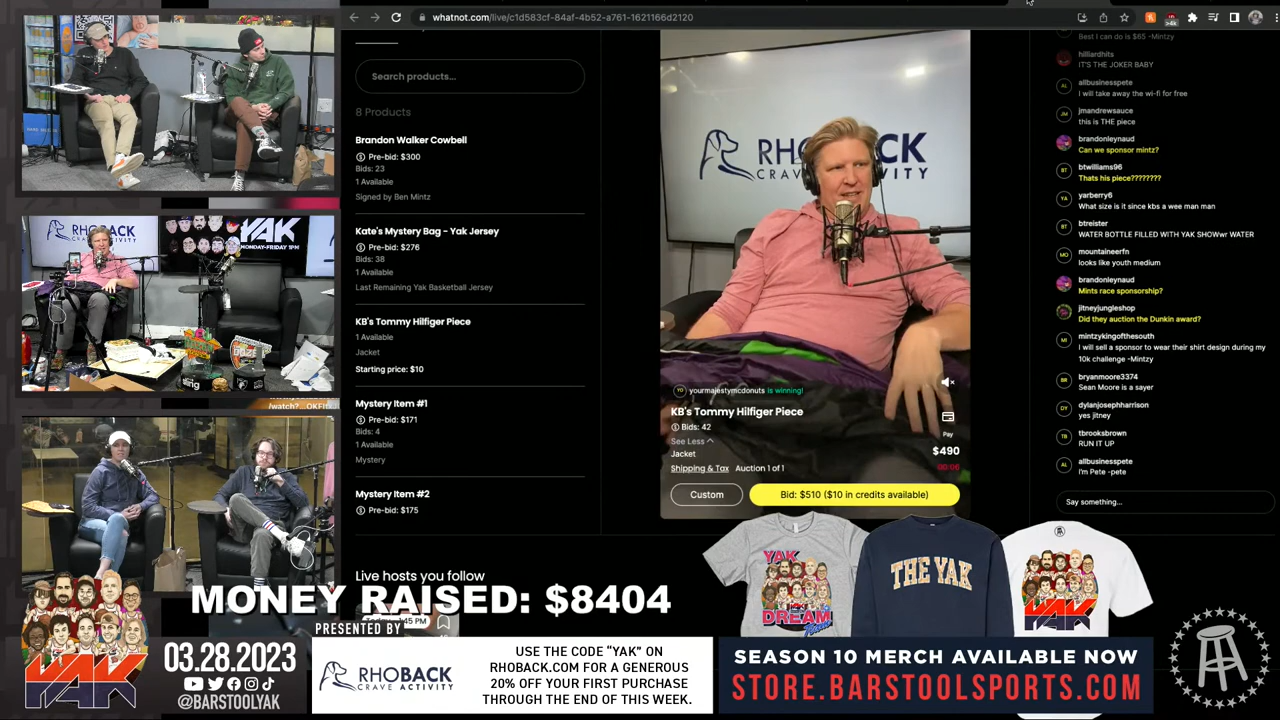 whatnot.com/live/c1d583cf-84af-4b52-a761-1621166d2120
Search products...
8 Products
Brandon Walker Cowbell
Pre-bid: $300
Bids: 23
1 Available
Signed by Ben Mintz
Kate's Mystery Bag - Yak Jersey
Pre-bid: $276
Bids: 38
1 Available
Last Remaining Yak Basketball Jersey
KB's Tommy Hilfiger Piece
1 Available
Jacket
Starting price: $10
Mystery Item #1
Pre-bid: $171
Bids: 4
1 Available
Mystery
Mystery Item #2
Pre-bid: $175
Live hosts you follow
RHOBACK
CRAVE ACTIVITY
YO yourmajestymcdonuts is winning!
KB's Tommy Hilfiger Piece
Bids: 42
See Less
Jacket
Shipping & Tax Auction 1 of 1
Pay
$490
00:06
Custom
Bid: $510 ($10 in credits available)
Best I can do is $65 -Mintzy
hilliardhits
IT'S THE JOKER BABY
allbusinesspete
I will take away the wi-fi for free
jmandrewsauce
this is THE piece
brandonleynaud
Can we sponsor mintz?
btwilliams96
Thats his piece????????
yarberry6
What size is it since kbs a wee man man
btreister
WATER BOTTLE FILLED WITH YAK SHOWwr WATER
mountaineerfn
looks like youth medium
brandonleynaud
Mints race sponsorship?
jitneyjungleshop
Did they auction the Dunkin award?
mintzykingofthesouth
I will sell a sponsor to wear their shirt design during my
10k challenge -Mintzy
bryanmoore3374
Sean Moore is a sayer
dylanjosephharrison
yes jitney
tbrooksbrown
RUN IT UP
allbusinesspete
I'm Pete -pete
Say something...
RHOBACK
CRAVE ACTIVITY
YAK
MONDAY-FRIDAY 1PM
/watch?...OKFIf
MONEY RAISED: $8404
PRESENTED BY
YAK
03.28.2023
@BARSTOOLYAK
RHOBACK
CRAVE ACTIVITY
USE THE CODE "YAK" ON
RHOBACK.COM FOR A GENEROUS
20% OFF YOUR FIRST PURCHASE
THROUGH THE END OF THIS WEEK.
YAK
DREAM
THE YAK
YAK
SEASON 10 MERCH AVAILABLE NOW
STORE.BARSTOOLSPORTS.COM